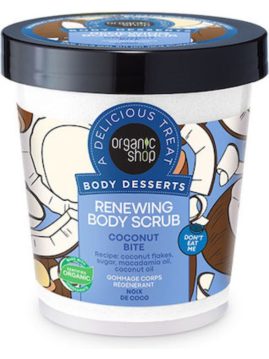 A DELICIOUS TREAT
organic
shop
BODY DESSERTS
RENEWING
BODY SCRUB
COCONUT
BITE
DON'T
EAT
ME
Recipe: coconut flakes,
sugar, macadamia oil,
coconut oil
GOMMAGE CORPS
RÉGÉNÉRANT
NOIX
DE COCO
ORGANIC